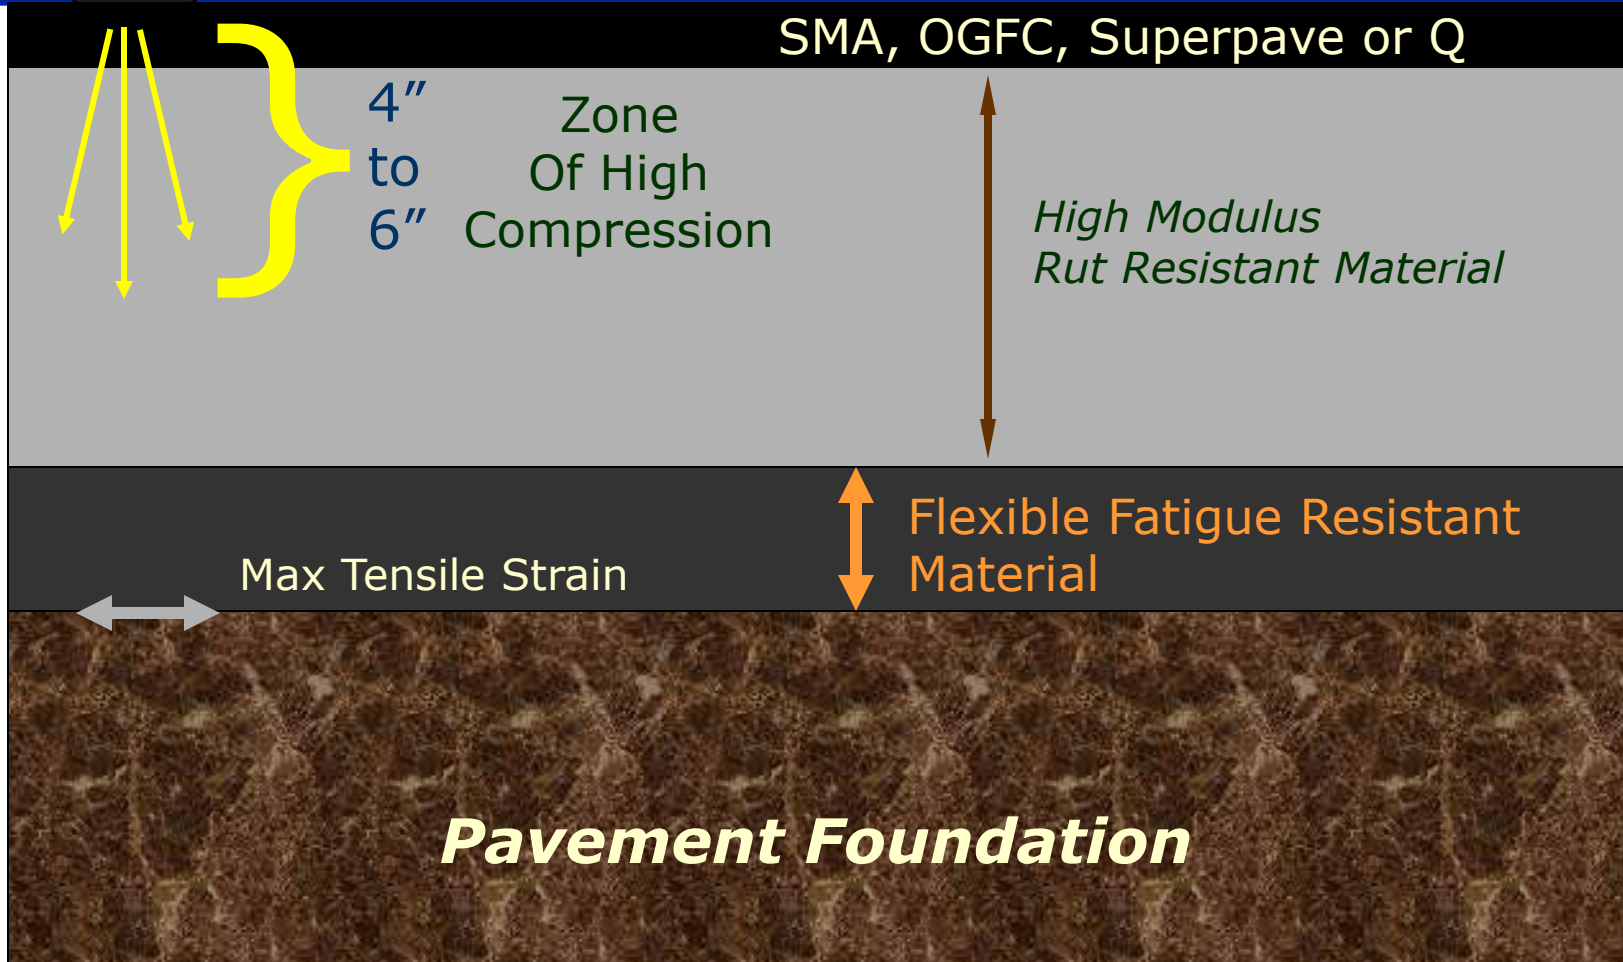 SMA, OGFC, Superpave or Q
4”
to
6”
Zone
Of High
Compression
High Modulus
Rut Resistant Material
Flexible Fatigue Resistant
Material
Max Tensile Strain
Pavement Foundation